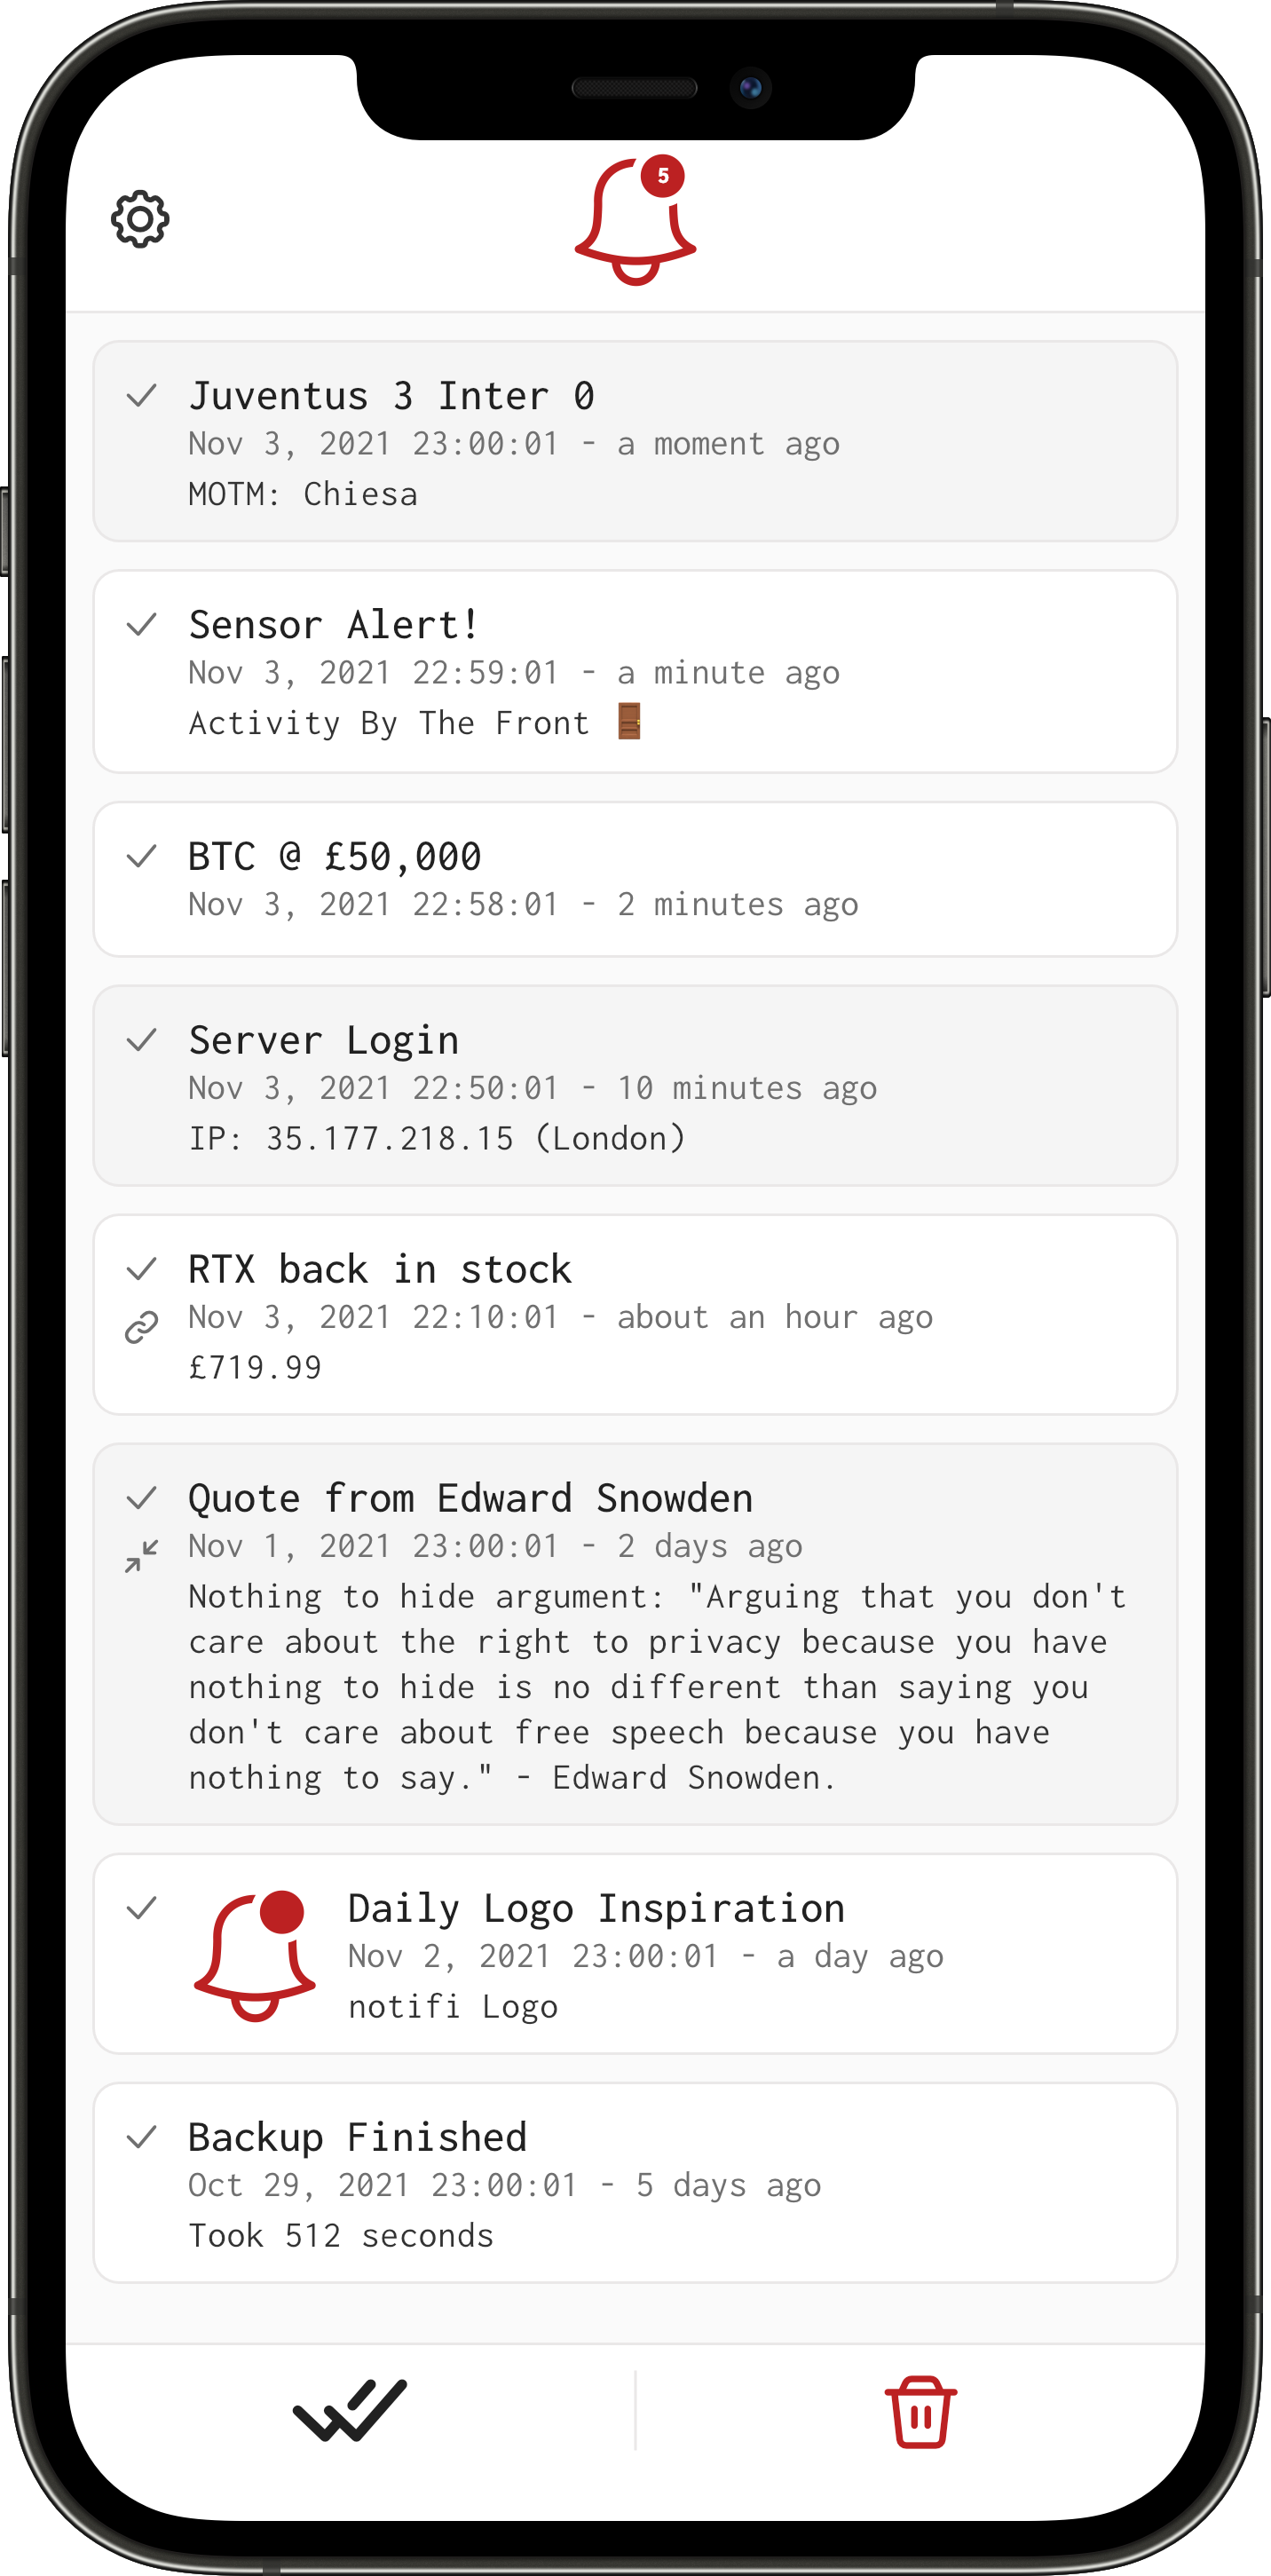 5
Juventus 3 Inter 0
Nov 3, 2021 23:00:01 - a moment ago
MOTM: Chiesa
Sensor Alert!
Nov 3, 2021 22:59:01 - a minute ago
Activity By The Front 🚪
BTC @ £50,000
Nov 3, 2021 22:58:01 - 2 minutes ago
Server Login
Nov 3, 2021 22:50:01 - 10 minutes ago
IP: 35.177.218.15 (London)
RTX back in stock
Nov 3, 2021 22:10:01 - about an hour ago
£719.99
Quote from Edward Snowden
Nov 1, 2021 23:00:01 - 2 days ago
Nothing to hide argument: "Arguing that you don't
care about the right to privacy because you have
nothing to hide is no different than saying you
don't care about free speech because you have
nothing to say." - Edward Snowden.
Daily Logo Inspiration
Nov 2, 2021 23:00:01 - a day ago
notifi Logo
Backup Finished
Oct 29, 2021 23:00:01 - 5 days ago
Took 512 seconds